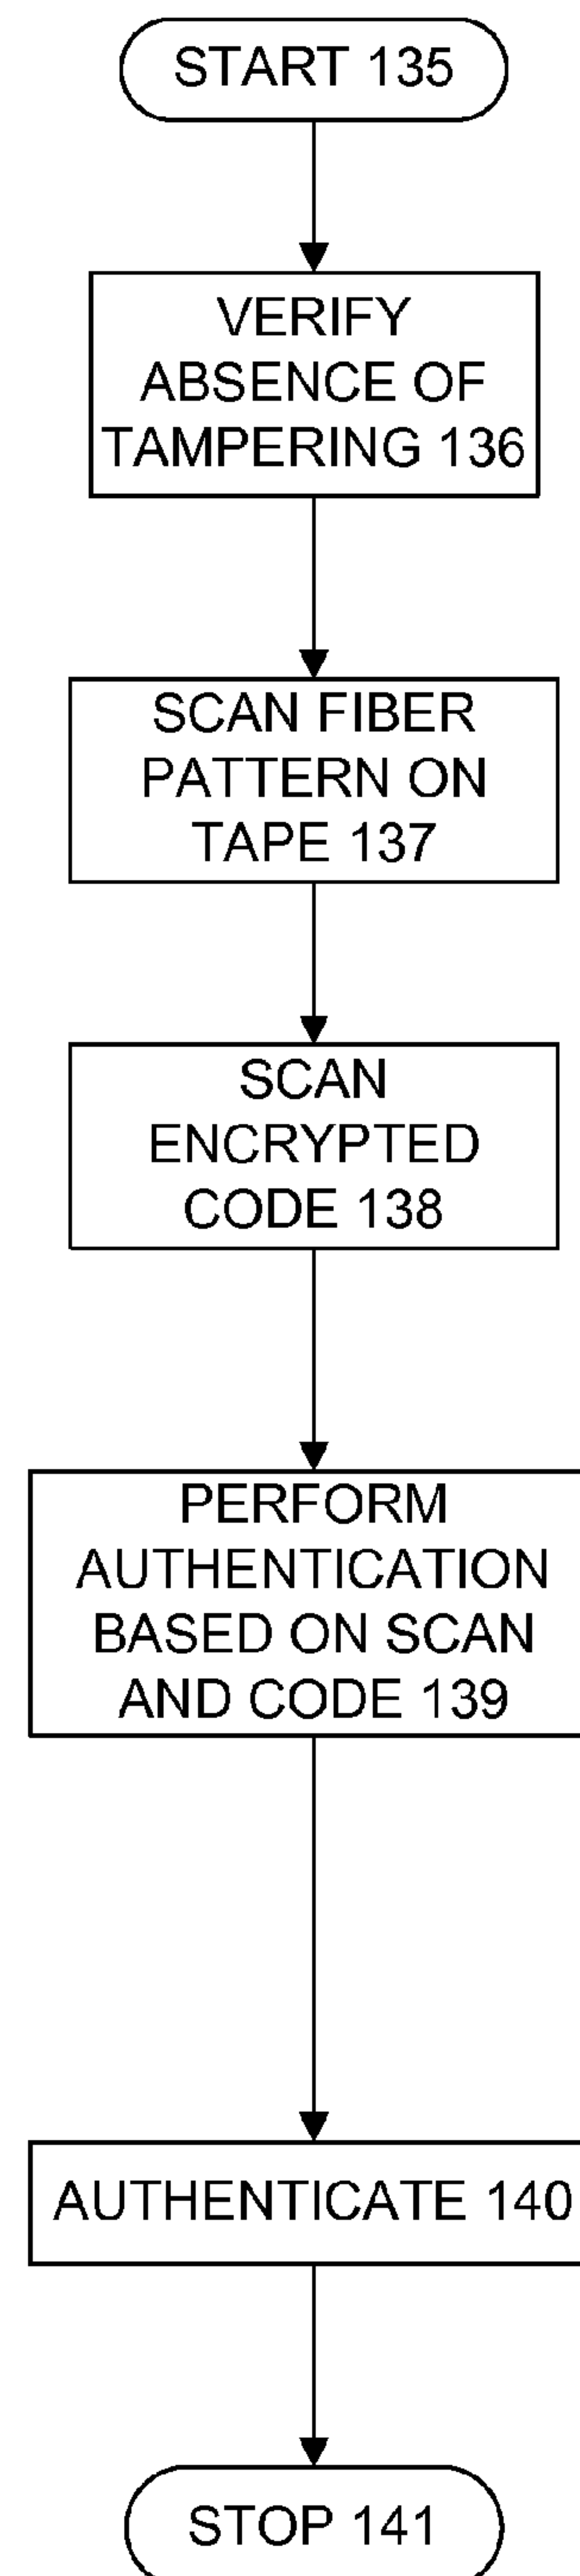 START 135
VERIFY
ABSENCE OF
TAMPERING 136
SCAN FIBER
PATTERN ON
TAPE 137
SCAN
ENCRYPTED
CODE 138
PERFORM
AUTHENTICATION
BASED ON SCAN
AND CODE 139
AUTHENTICATE 140
STOP 141